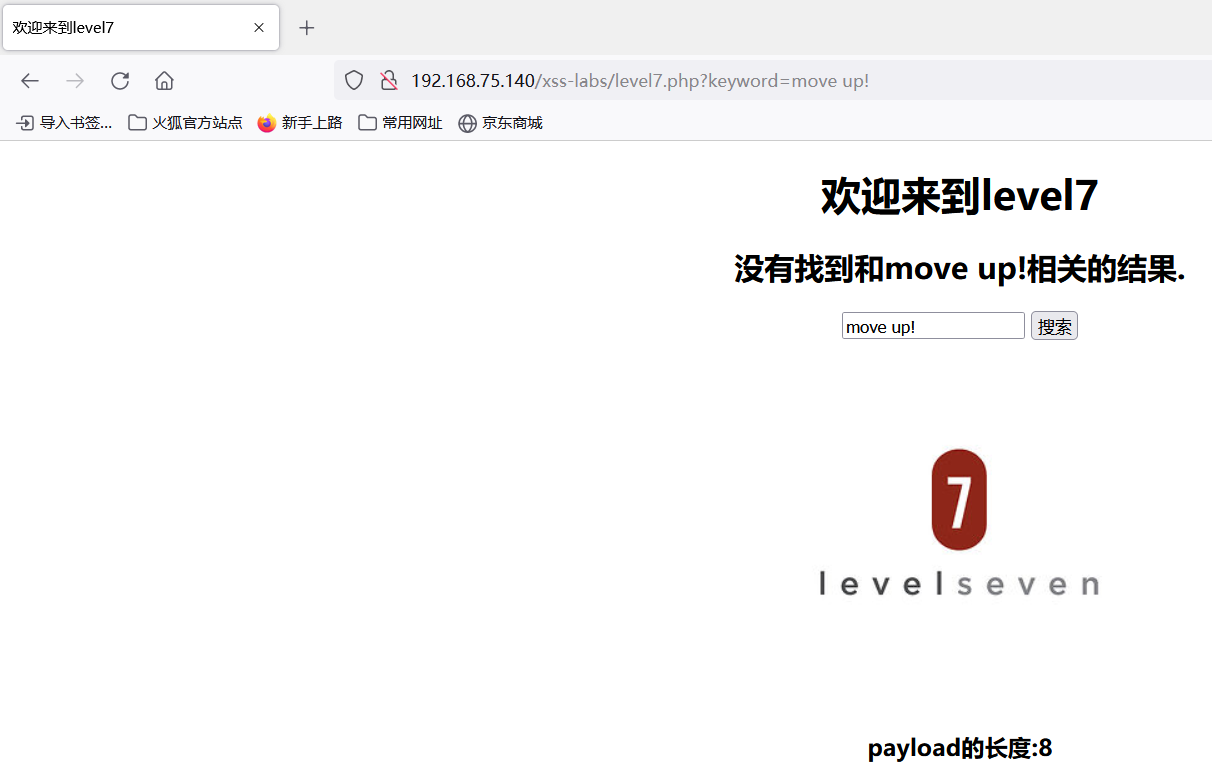 欢迎来到level7
192.168.75.140/xss-labs/level7.php?keyword=move up!
导入书签... 火狐官方站点 新手上路 常用网址 京东商城
欢迎来到level7
没有找到和move up!相关的结果.
move up! 搜索
7
levelseven
payload的长度:8